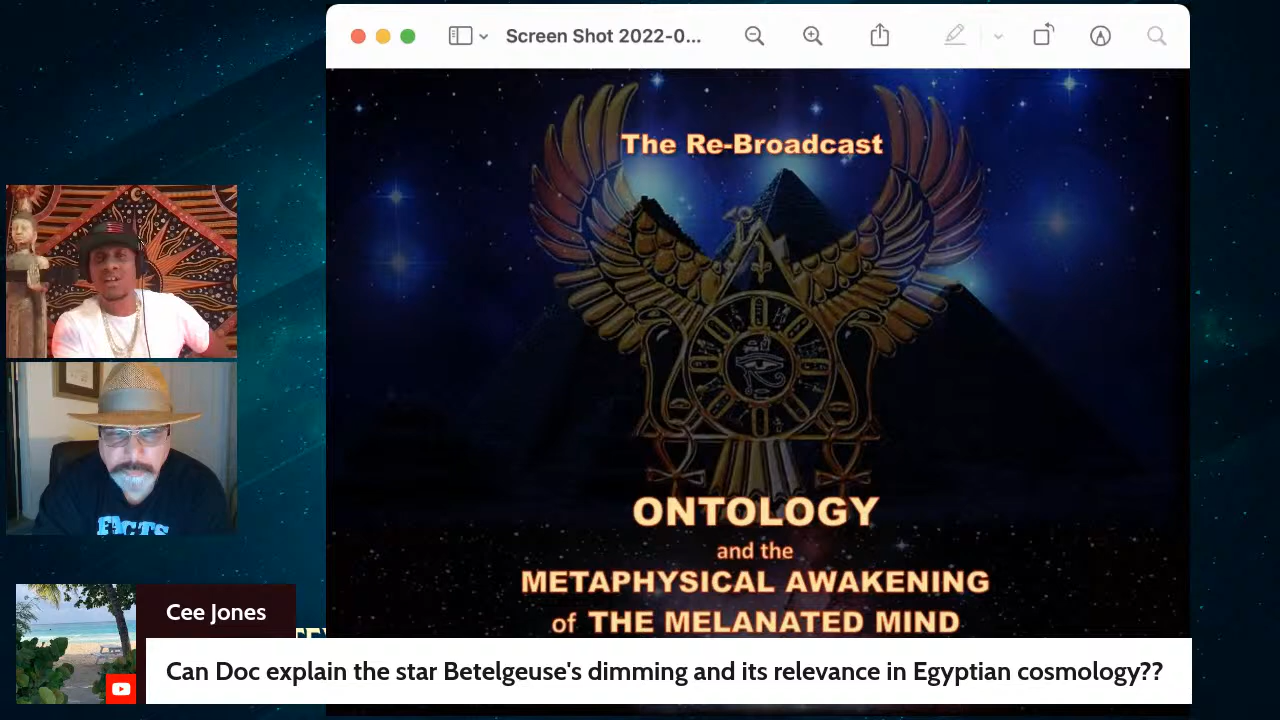 Screen Shot 2022-0...
The Re-Broadcast
FACTS
ONTOLOGY
and the
METAPHYSICAL AWAKENING
of THE MELANATED MIND
Cee Jones
Can Doc explain the star Betelgeuse's dimming and its relevance in Egyptian cosmology??